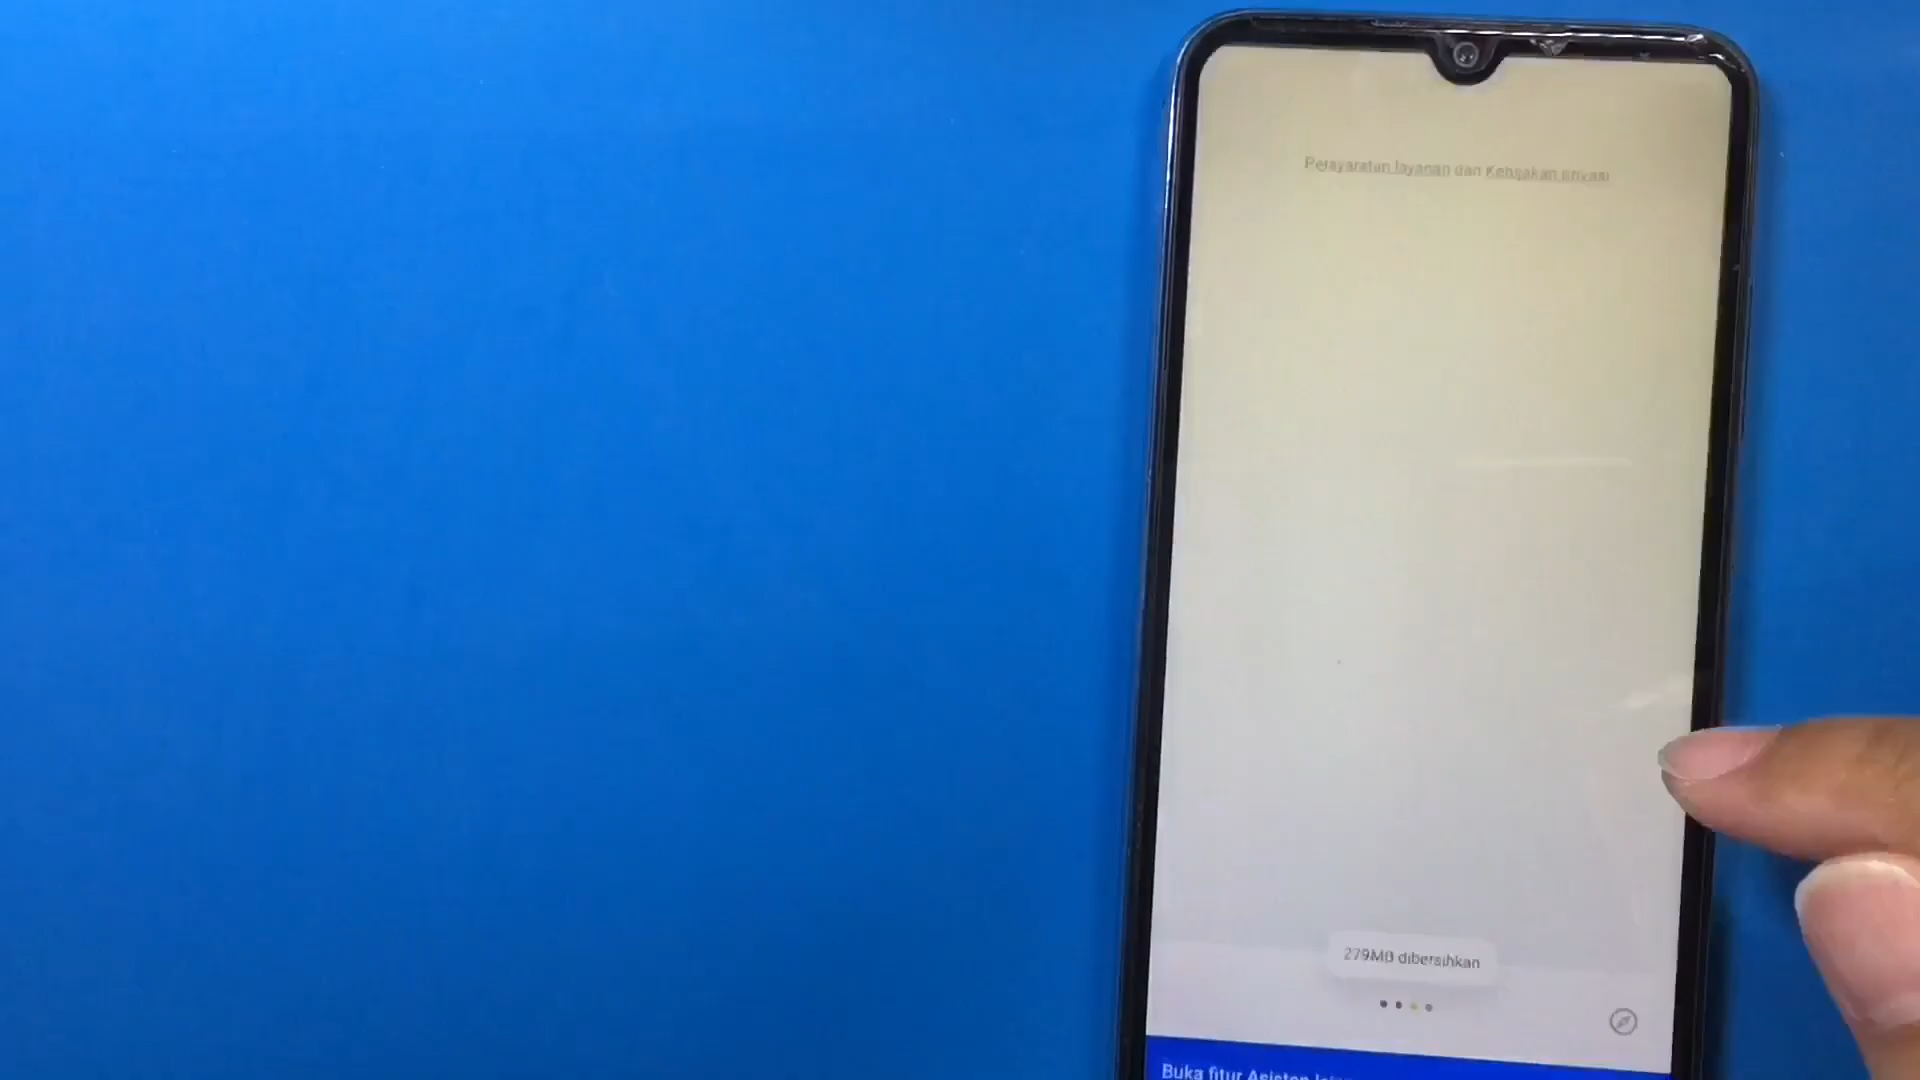 Persyaratan layanan dan Kebijakan privasi
279MB dibersihkan
Buka fitur Asisten